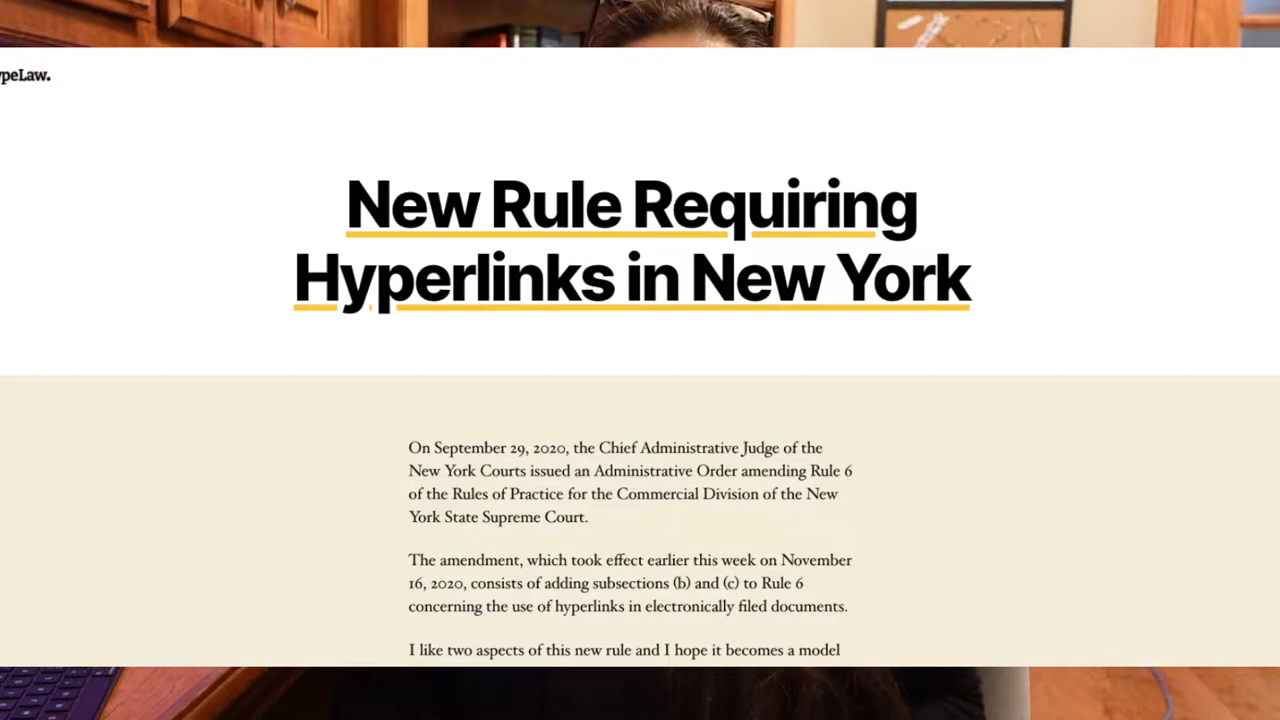 ypeLaw.
New Rule Requiring
Hyperlinks in New York
On September 29, 2020, the Chief Administrative Judge of the
New York Courts issued an Administrative Order amending Rule 6
of the Rules of Practice for the Commercial Division of the New
York State Supreme Court.
The amendment, which took effect earlier this week on November
16, 2020, consists of adding subsections (b) and (c) to Rule 6
concerning the use of hyperlinks in electronically filed documents.
I like two aspects of this new rule and I hope it becomes a model